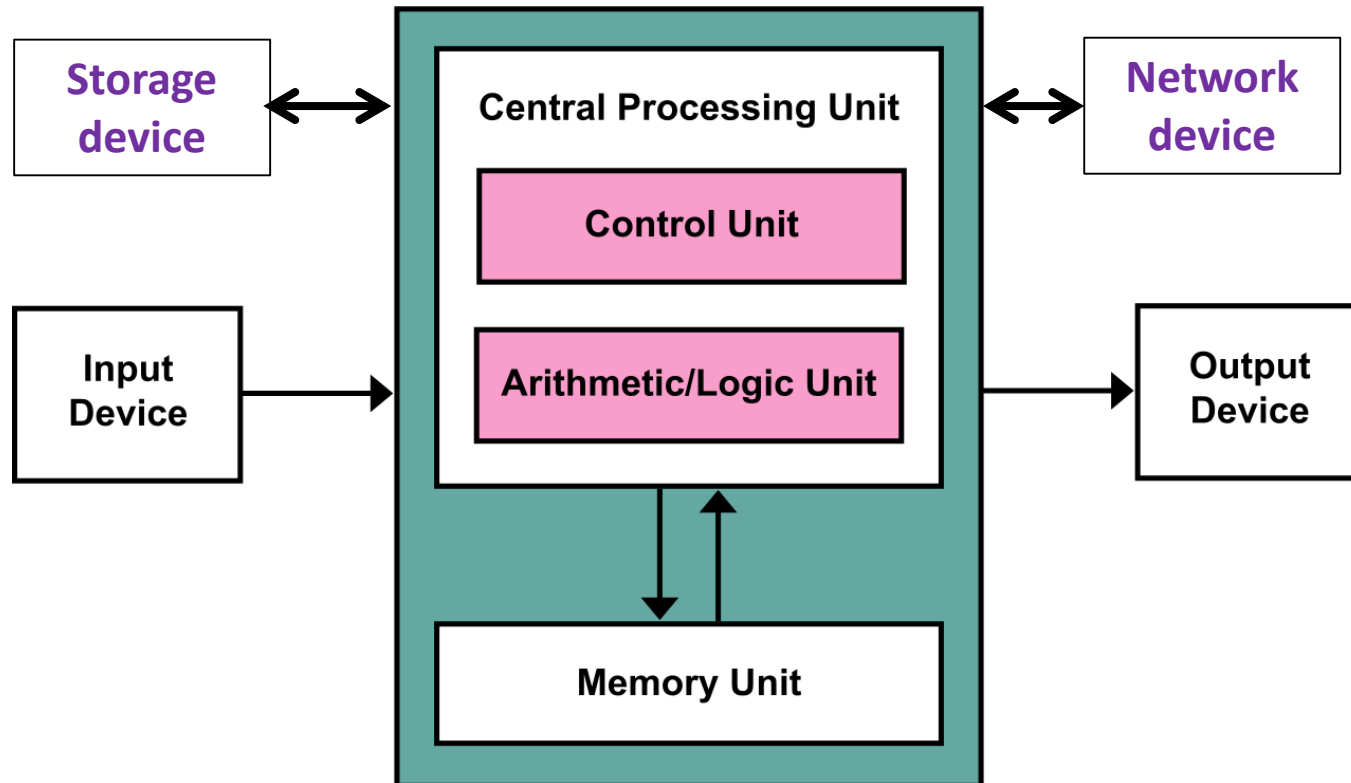 Storage
device
Central Processing Unit
Network
device
Control Unit
Input
Device
Arithmetic/Logic Unit
Output
Device
Memory Unit